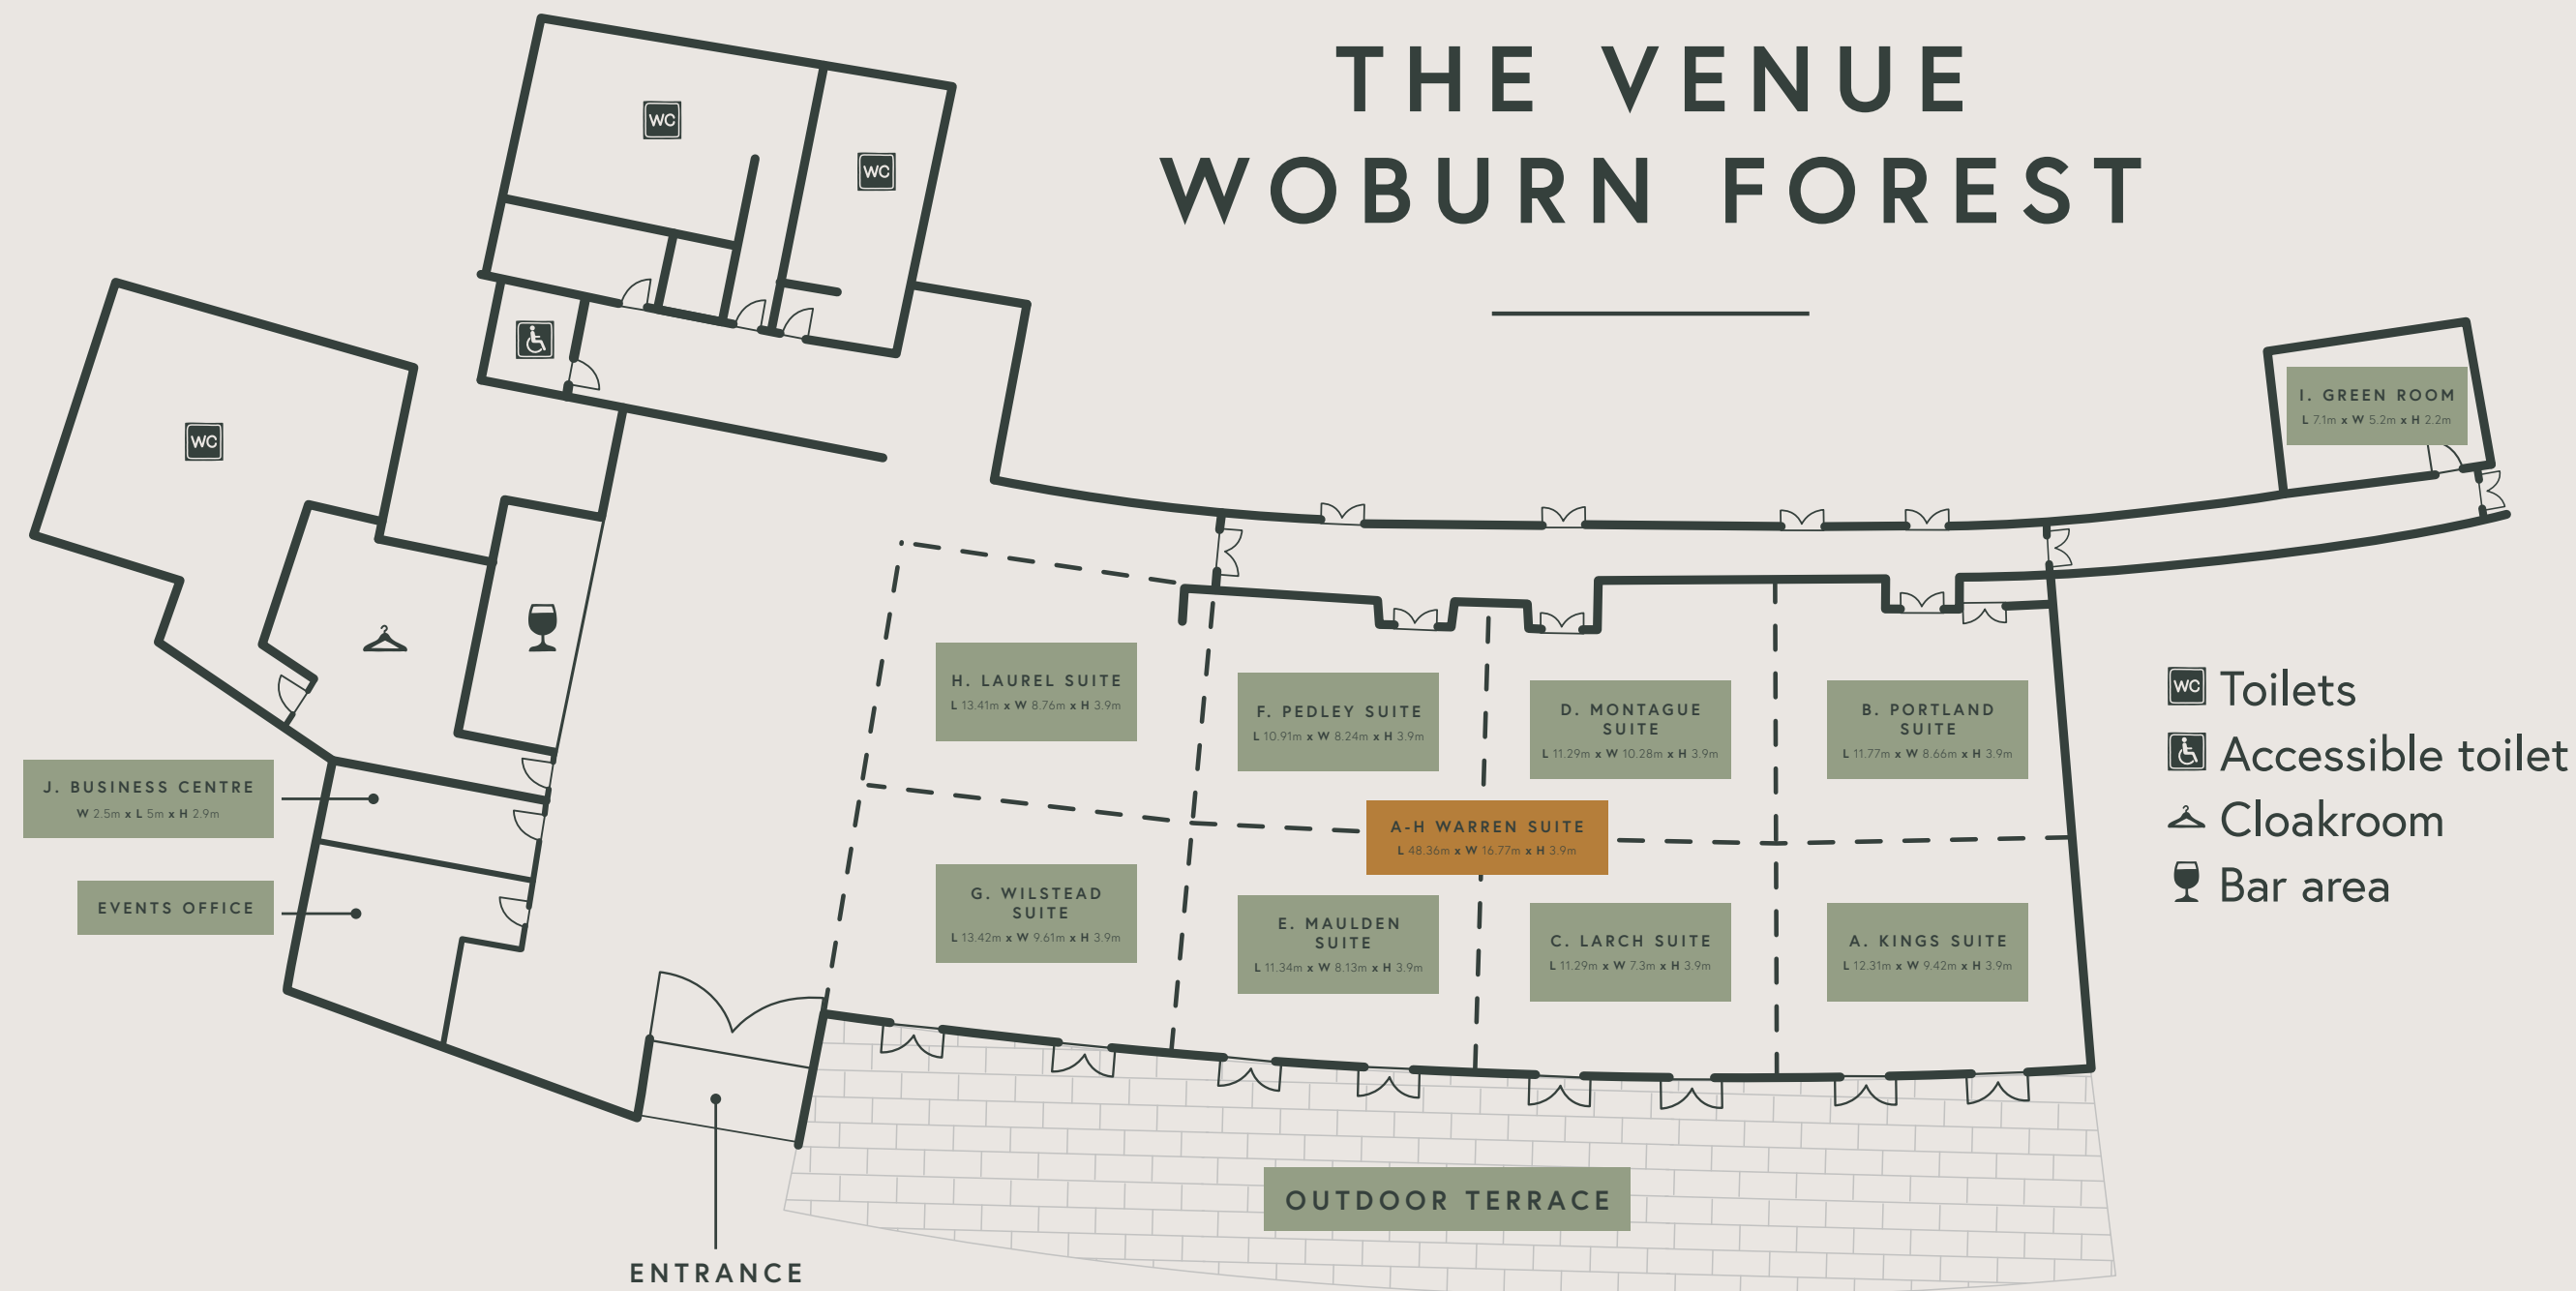 THE VENUE
WOBURN FOREST
WC
WC
WC
I. GREEN ROOM
L 7.1m x W 5.2m x H 2.2m
H. LAUREL SUITE
L 13.41m x W 8.76m x H 3.9m
F. PEDLEY SUITE
L 10.91m x W 8.24m x H 3.9m
D. MONTAGUE
SUITE
L 11.29m x W 10.28m x H 3.9m
B. PORTLAND
SUITE
L 11.77m x W 8.66m x H 3.9m
WC Toilets
Accessible toilet
Cloakroom
Bar area
J. BUSINESS CENTRE
W 2.5m x L 5m x H 2.9m
A-H WARREN SUITE
L 48.36m x W 16.77m x H 3.9m
EVENTS OFFICE
G. WILSTEAD
SUITE
L 13.42m x W 9.61m x H 3.9m
E. MAULDEN
SUITE
L 11.34m x W 8.13m x H 3.9m
C. LARCH SUITE
L 11.29m x W 7.3m x H 3.9m
A. KINGS SUITE
L 12.31m x W 9.42m x H 3.9m
OUTDOOR TERRACE
ENTRANCE